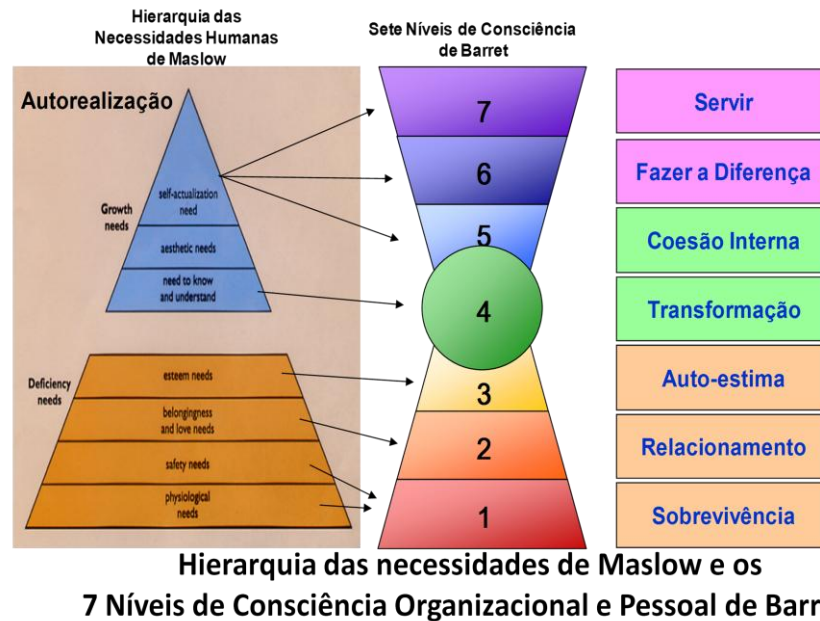 Hierarquia das
Necessidades Humanas
de Maslow
Autorealização
Growth
needs
self-actualization
need
aesthetic needs
need to know
and understand
Deficiency
needs
esteem needs
belongingness
and love needs
safety needs
physiological
needs
Sete Níveis de Consciência
de Barret
7
6
5
4
3
2
1
Servir
Fazer a Diferença
Coesão Interna
Transformação
Auto-estima
Relacionamento
Sobrevivência
Hierarquia das necessidades de Maslow e os
7 Níveis de Consciência Organizacional e Pessoal de Barr